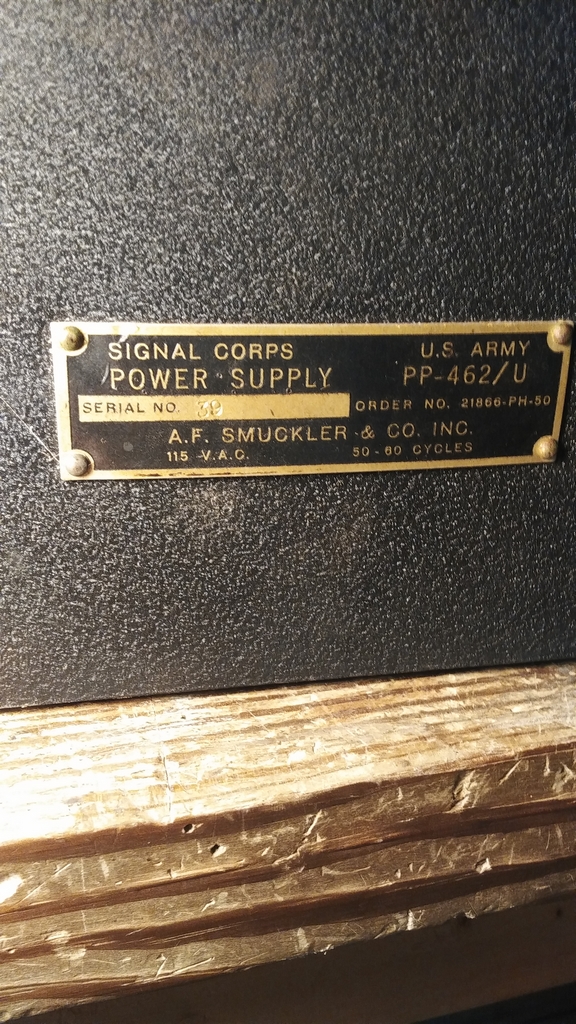 SIGNAL CORPS U.S. ARMY
POWER SUPPLY PP-462/U
SERIAL NO. 39 ORDER NO. 21866-PH-50
A.F. SMUCKLER & CO. INC.
115 V.A.C. 50-60 CYCLES